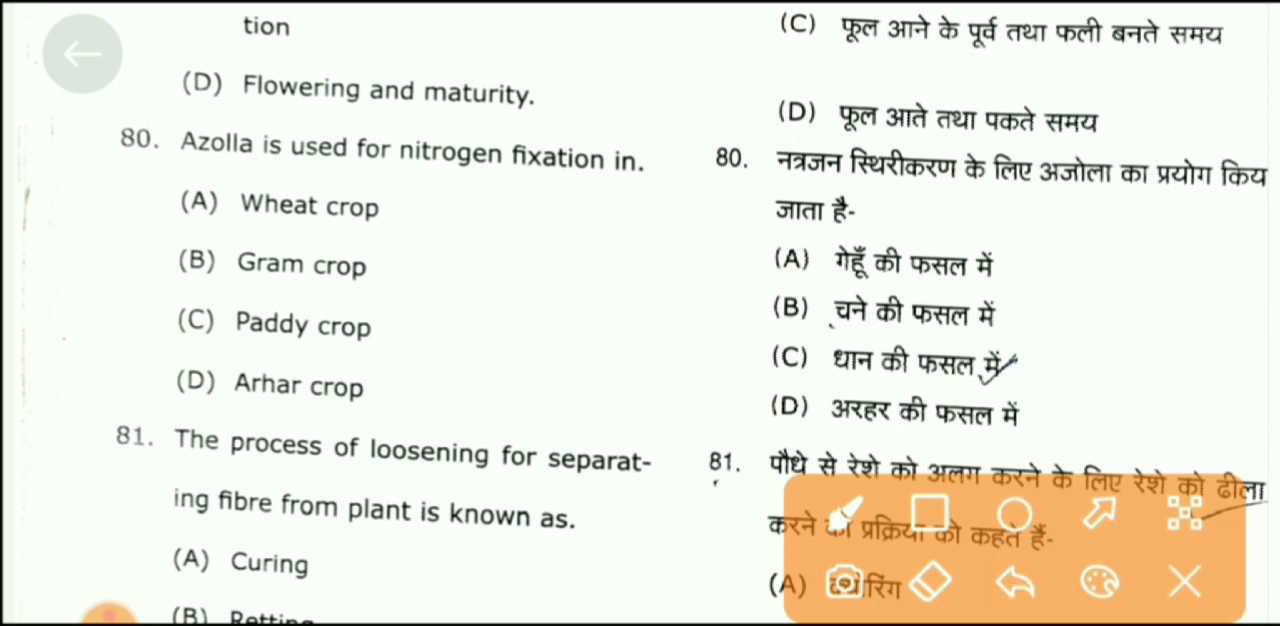 tion
(D) Flowering and maturity.
80. Azolla is used for nitrogen fixation in.
(A) Wheat crop
(B) Gram crop
(C) Paddy crop
(D) Arhar crop
81. The process of loosening for separat-
ing fibre from plant is known as.
(A) Curing
(B) Retting
(C) फूल आने के पूर्व तथा फली बनते समय
(D) फूल आते तथा पकते समय
80. नत्रजन स्थिरीकरण के लिए अजोला का प्रयोग किय
जाता है-
(A) गेहूँ की फसल में
(B) चने की फसल में
(C) धान की फसल में
(D) अरहर की फसल में
81. पौधे से रेशे को अलग करने के लिए रेशे को ढीला
करने की प्रक्रिया को कहते हैं-
(A)